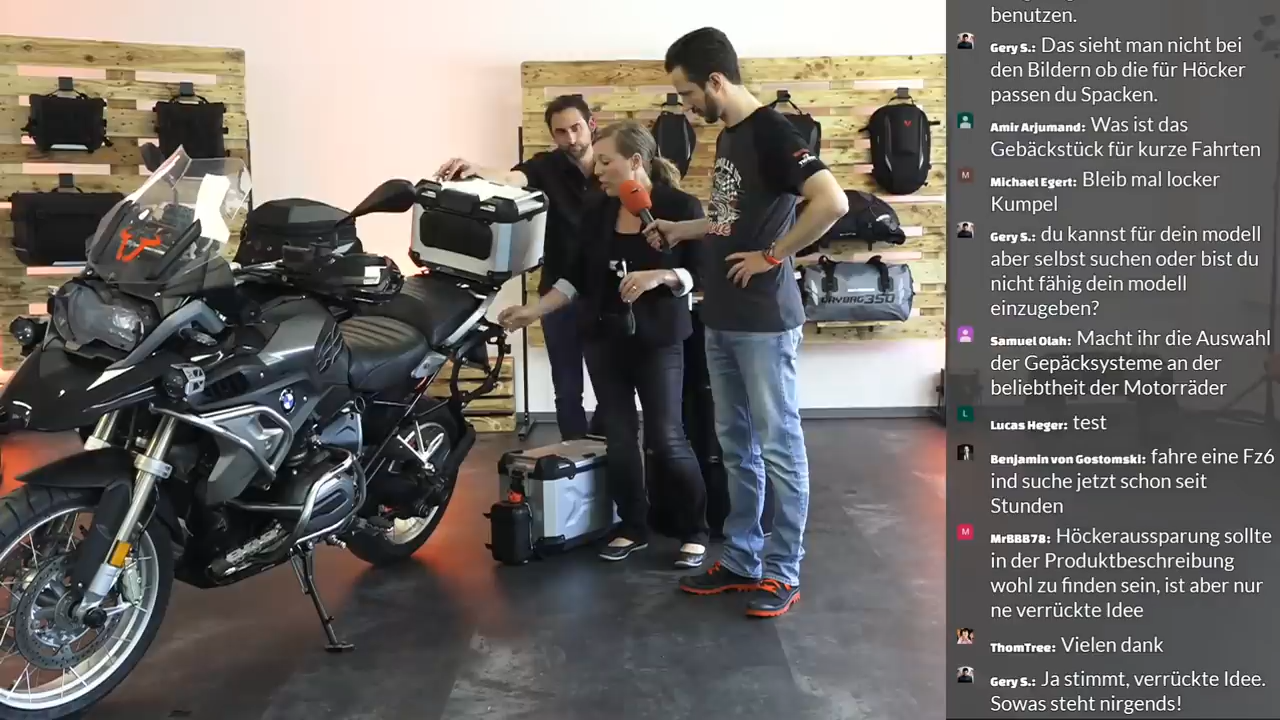 benutzen.
Gery S.: Das sieht man nicht bei
den Bildern ob die für Höcker
passen du Spacken.
Amir Arjumand: Was ist das
Gebäckstück für kurze Fahrten
Michael Egert: Bleib mal locker
Kumpel
Gery S.: du kannst für dein modell
aber selbst suchen oder bist du
nicht fähig dein modell
einzugeben?
Samuel Olah: Macht ihr die Auswahl
der Gepäcksysteme an der
beliebtheit der Motorräder
Lucas Heger: test
Benjamin von Gostomski: fahre eine Fz6
ind suche jetzt schon seit
Stunden
MrBBB78: Höckeraussparung sollte
in der Produktbeschreibung
wohl zu finden sein, ist aber nur
ne verrückte Idee
ThomTree: Vielen dank
Gery S.: Ja stimmt, verrückte Idee.
Sowas steht nirgends!
DRYBAG 350